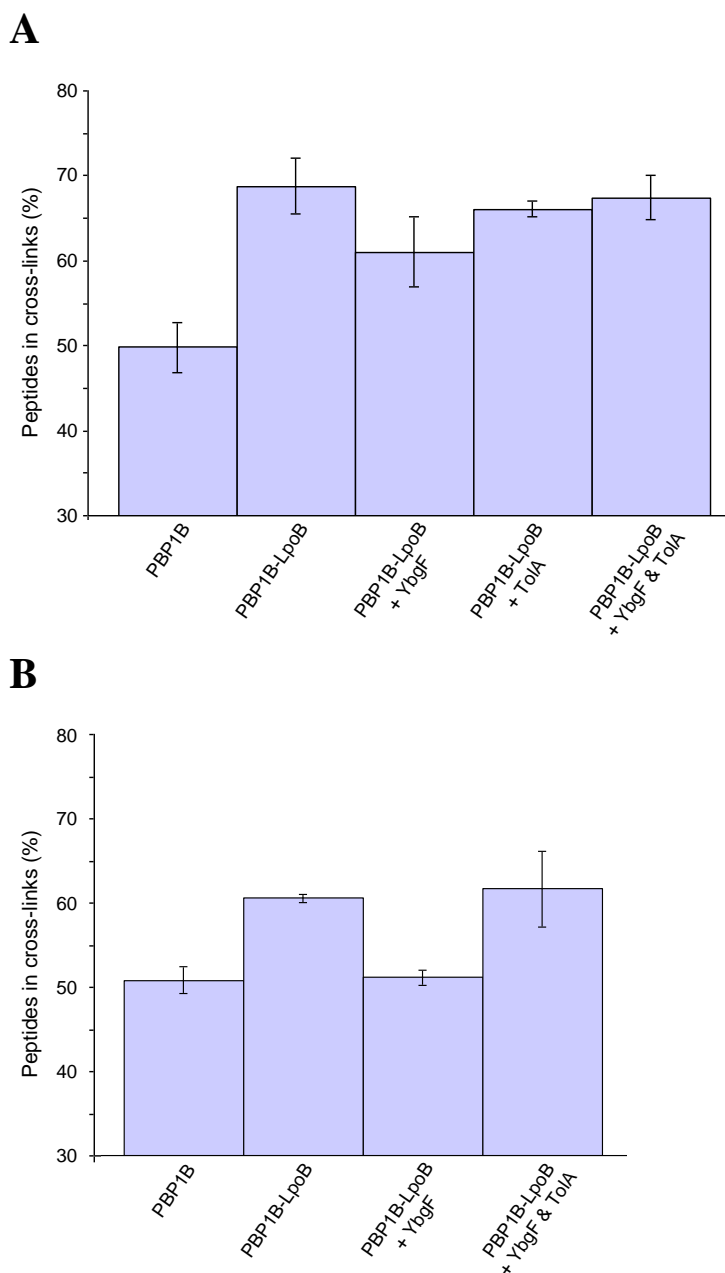 A
80
70
60
50
40
30
Peptides in cross-links (%)
PBP1B
PBP1B-LpoB
PBP1B-LpoB
+ YbgF
PBP1B-LpoB
+ TolA
PBP1B-LpoB
+ YbgF & TolA
B
80
70
60
50
40
30
Peptides in cross-links (%)
PBP1B
PBP1B-LpoB
PBP1B-LpoB
+ YbgF
PBP1B-LpoB
+ YbgF & TolA